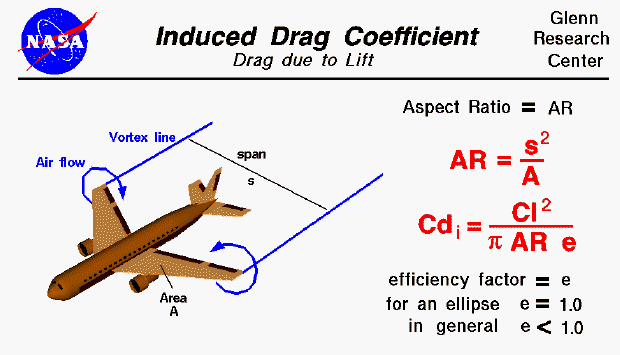 NASA
Induced Drag Coefficient
Drag due to Lift
Glenn
Research
Center
Vortex line
Air flow
span
s
Area
A
Aspect Ratio = AR
AR = s²/A
Cd i = Cl²/(π AR e)
efficiency factor = e
for an ellipse e = 1.0
in general e < 1.0